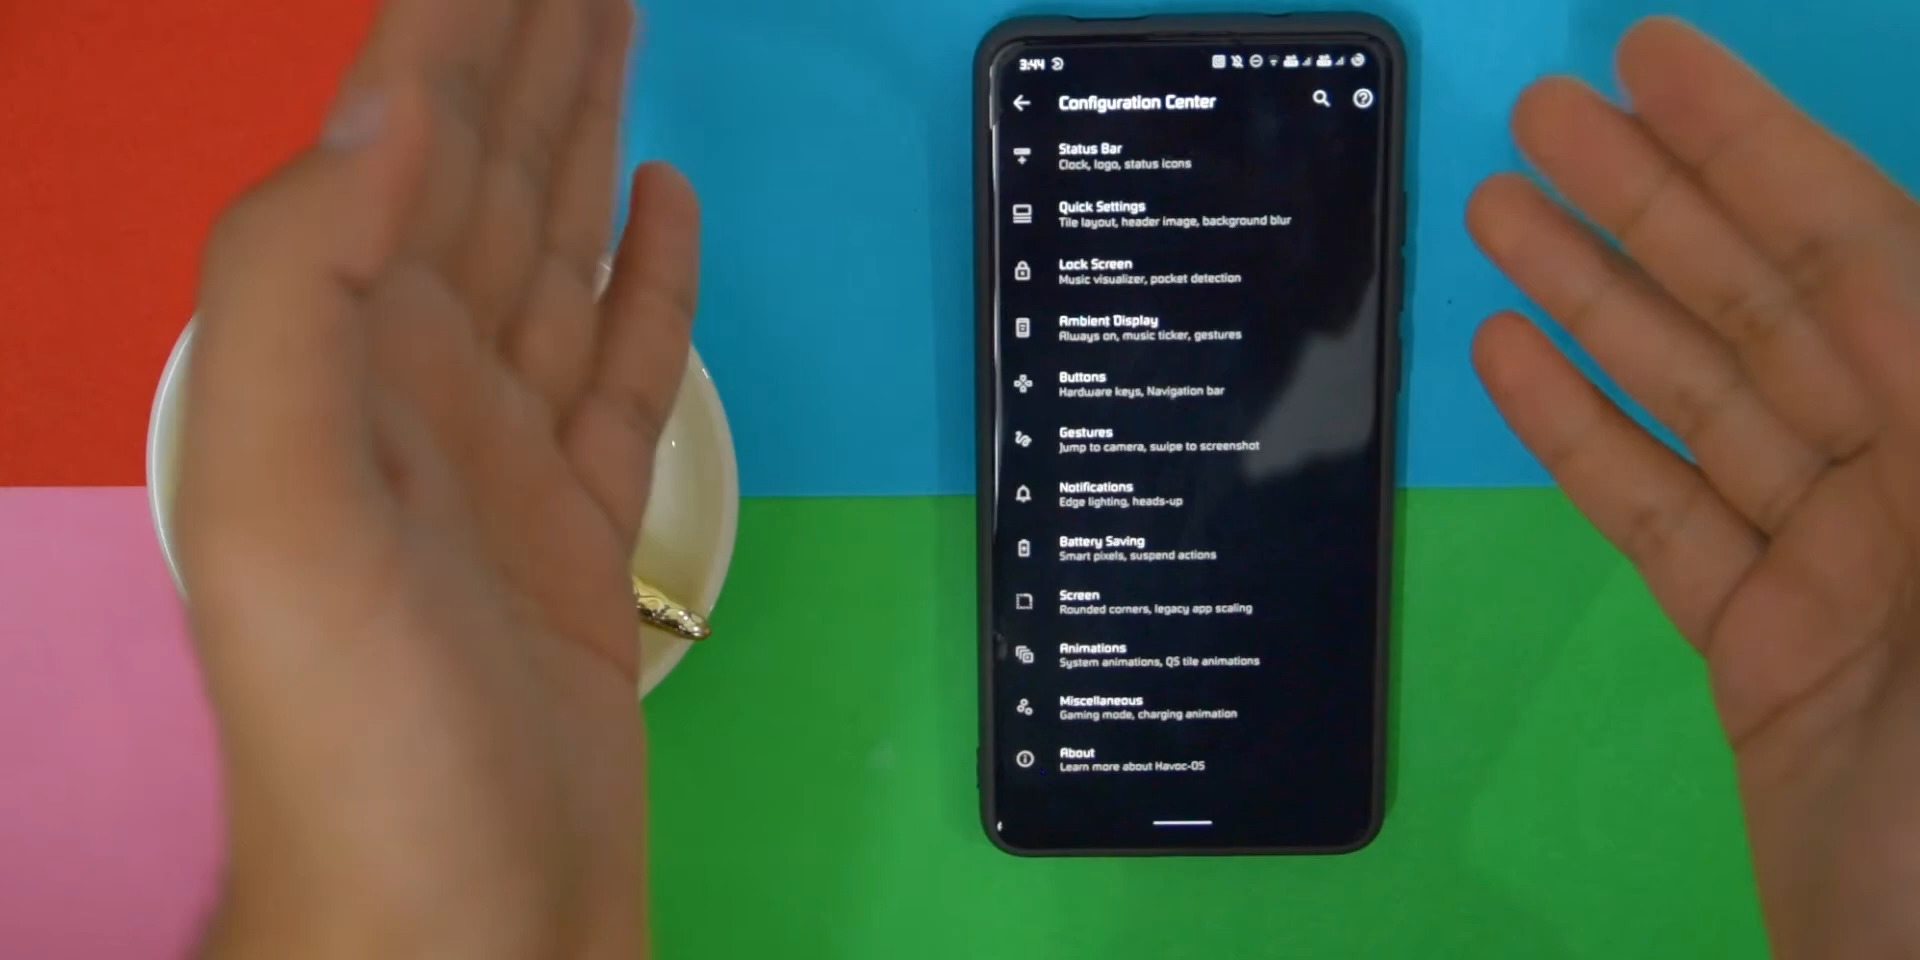 3:44
Configuration Center
Status Bar
Clock, logo, status icons
Quick Settings
Tile layout, header image, background blur
Lock Screen
Music visualizer, pocket detection
Ambient Display
Always on, music ticker, gestures
Buttons
Hardware keys, Navigation bar
Gestures
Jump to camera, swipe to screenshot
Notifications
Edge lighting, heads-up
Battery Saving
Smart pixels, suspend actions
Screen
Rounded corners, legacy app scaling
Animations
System animations, QS tile animations
Miscellaneous
Gaming mode, charging animation
About
Learn more about Havoc-OS